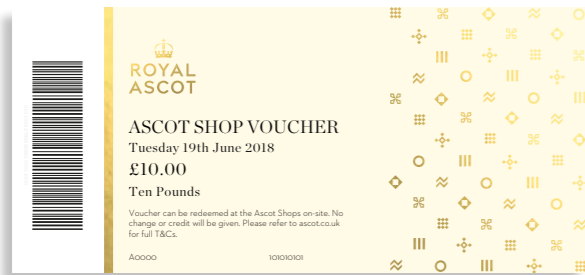 ROYAL
ASCOT
ASCOT SHOP VOUCHER
Tuesday 19th June 2018
£10.00
Ten Pounds
Voucher can be redeemed at the Ascot Shops on-site. No
change or credit will be given. Please refer to ascot.co.uk
for full T&Cs.
A0000 101010101